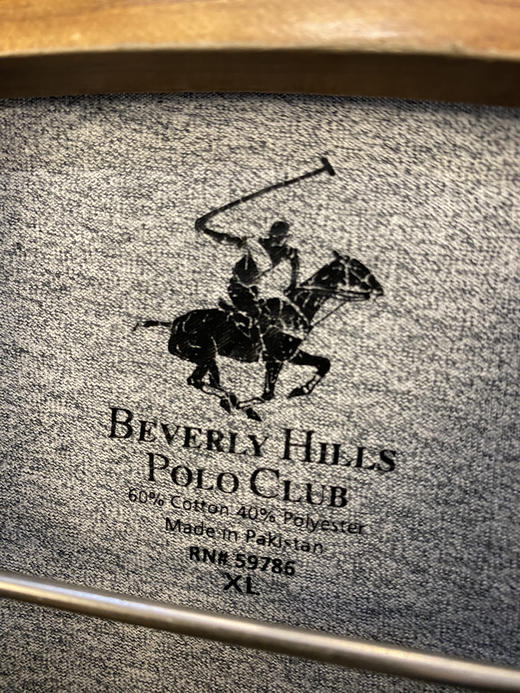 BEVERLY HILLS
POLO CLUB
60% Cotton 40% Polyester
Made in Pakistan
RN# 59786
XL